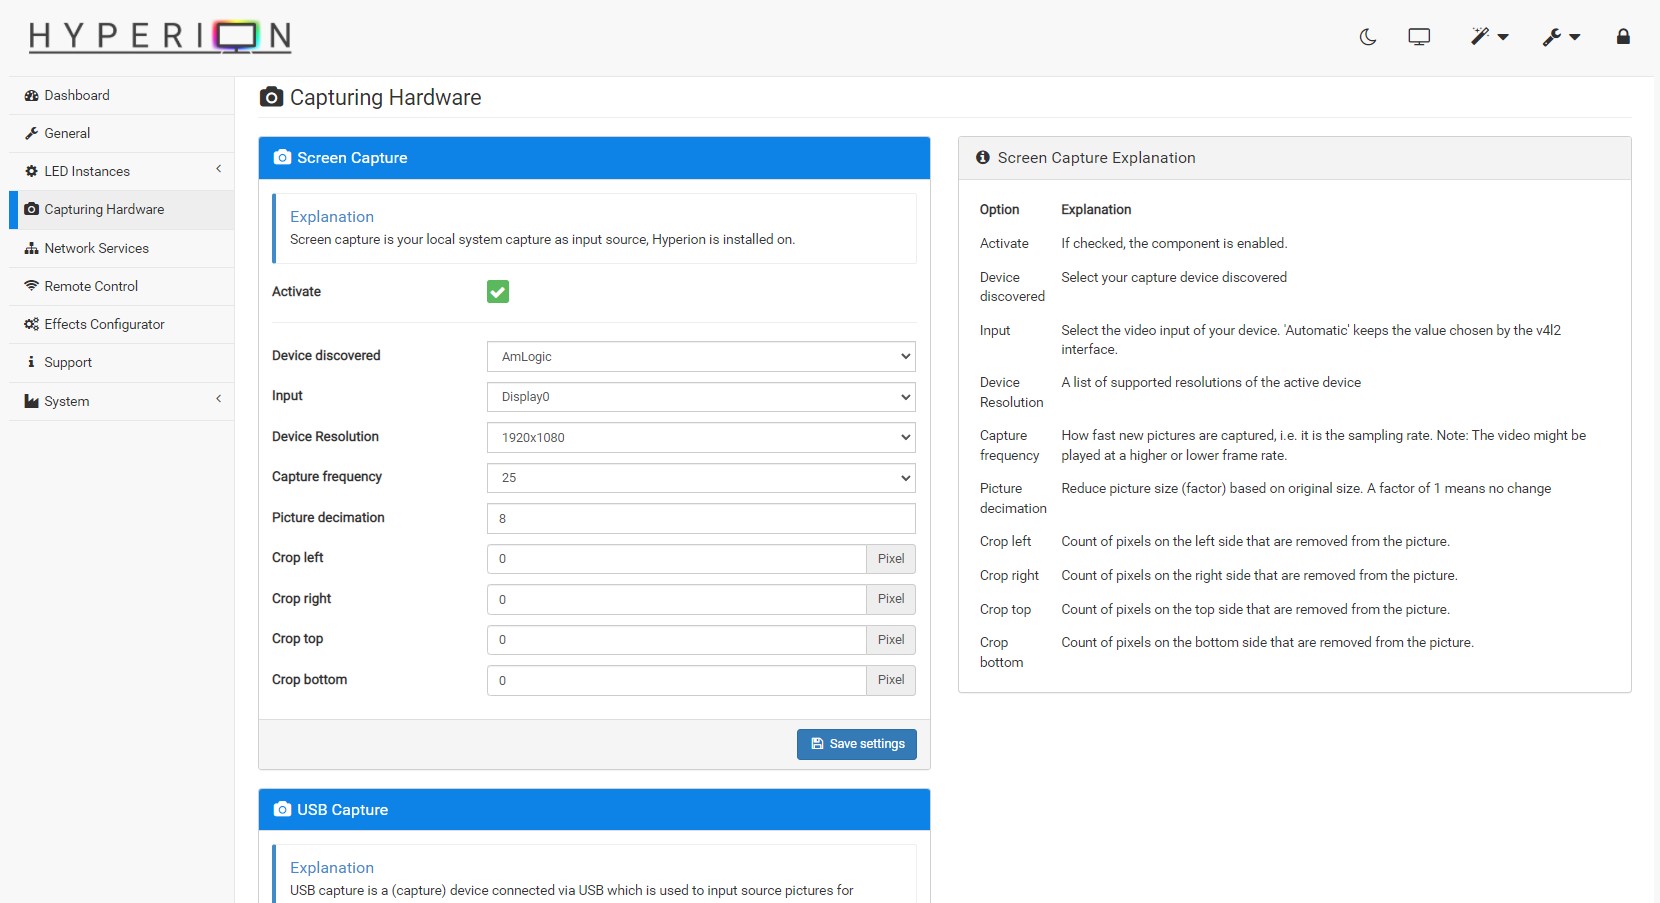 HYPERION
Dashboard
General
LED Instances
Capturing Hardware
Network Services
Remote Control
Effects Configurator
Support
System
Capturing Hardware
Screen Capture
Explanation
Screen capture is your local system capture as input source, Hyperion is installed on.
Activate
Device discovered
AmLogic
Input
Display0
Device Resolution
1920x1080
Capture frequency
25
Picture decimation
8
Crop left
0
Pixel
Crop right
0
Pixel
Crop top
0
Pixel
Crop bottom
0
Pixel
Save settings
USB Capture
Explanation
USB capture is a (capture) device connected via USB which is used to input source pictures for
Screen Capture Explanation
Option Explanation
Activate If checked, the component is enabled.
Device Select your capture device discovered
discovered
Input Select the video input of your device. 'Automatic' keeps the value chosen by the v4l2
interface.
Device A list of supported resolutions of the active device
Resolution
Capture How fast new pictures are captured, i.e. it is the sampling rate. Note: The video might be
frequency played at a higher or lower frame rate.
Picture Reduce picture size (factor) based on original size. A factor of 1 means no change
decimation
Crop left Count of pixels on the left side that are removed from the picture.
Crop right Count of pixels on the right side that are removed from the picture.
Crop top Count of pixels on the top side that are removed from the picture.
Crop Count of pixels on the bottom side that are removed from the picture.
bottom